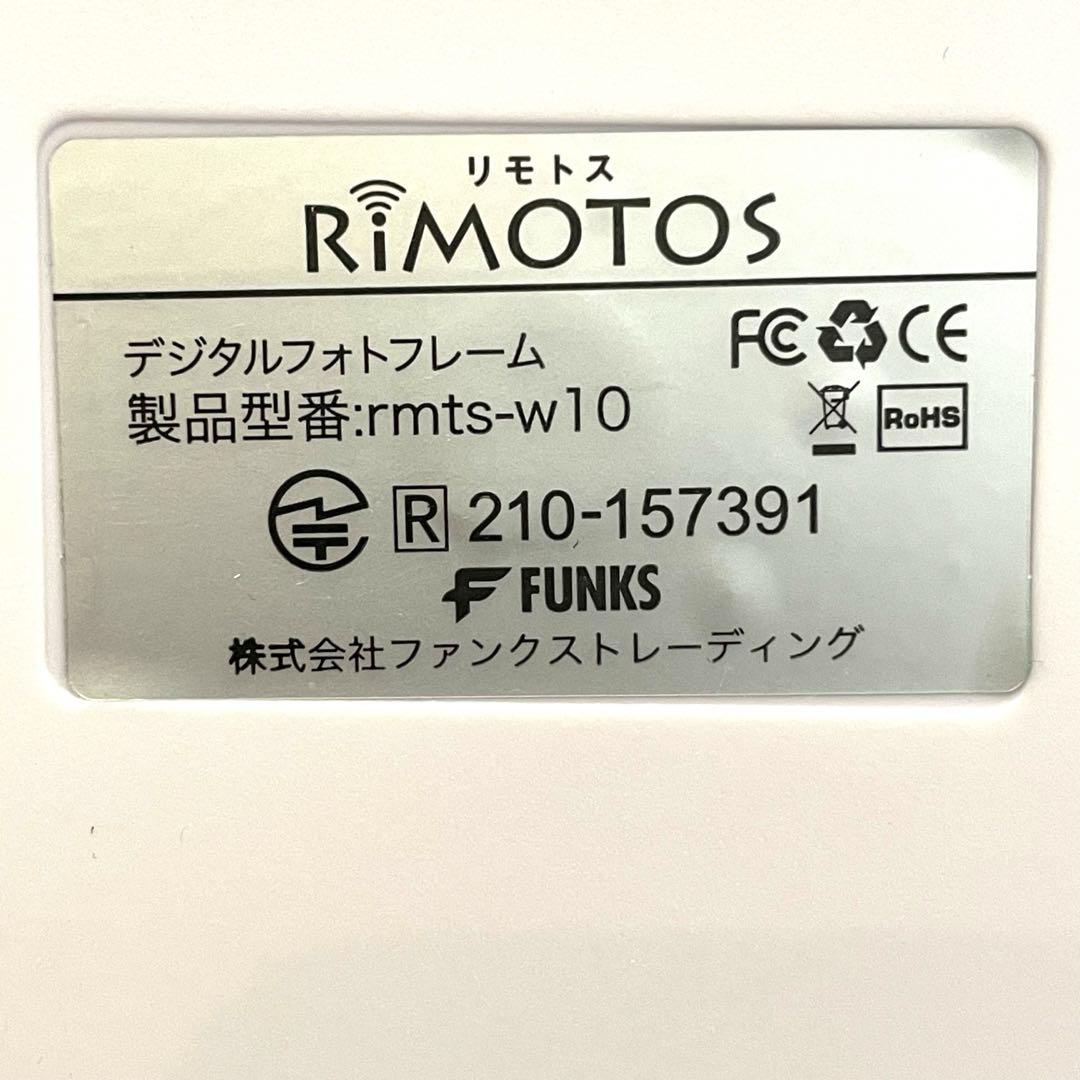 リモトス
RiMOTOS
FC CE
デジタルフォトフレーム
製品型番:rmts-w10
RoHS
R 210-157391
FUNKS
株式会社ファンクストレーディング